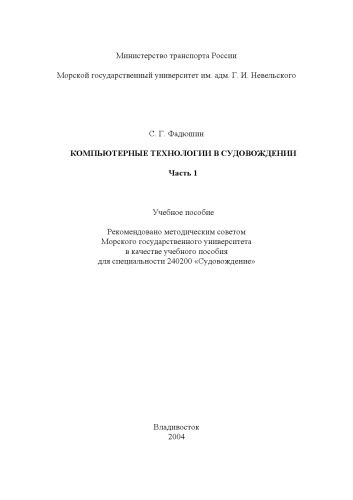 Министерство транспорта России
Морской государственный университет им. адм. Г. И. Невельского
С. Г. Фадюшин
КОМПЬЮТЕРНЫЕ ТЕХНОЛОГИИ В СУДОВОЖДЕНИИ
Часть 1
Учебное пособие
Рекомендовано методическим советом
Морского государственного университета
в качестве учебного пособия
для специальности 240200 «Судовождение»
Владивосток
2004